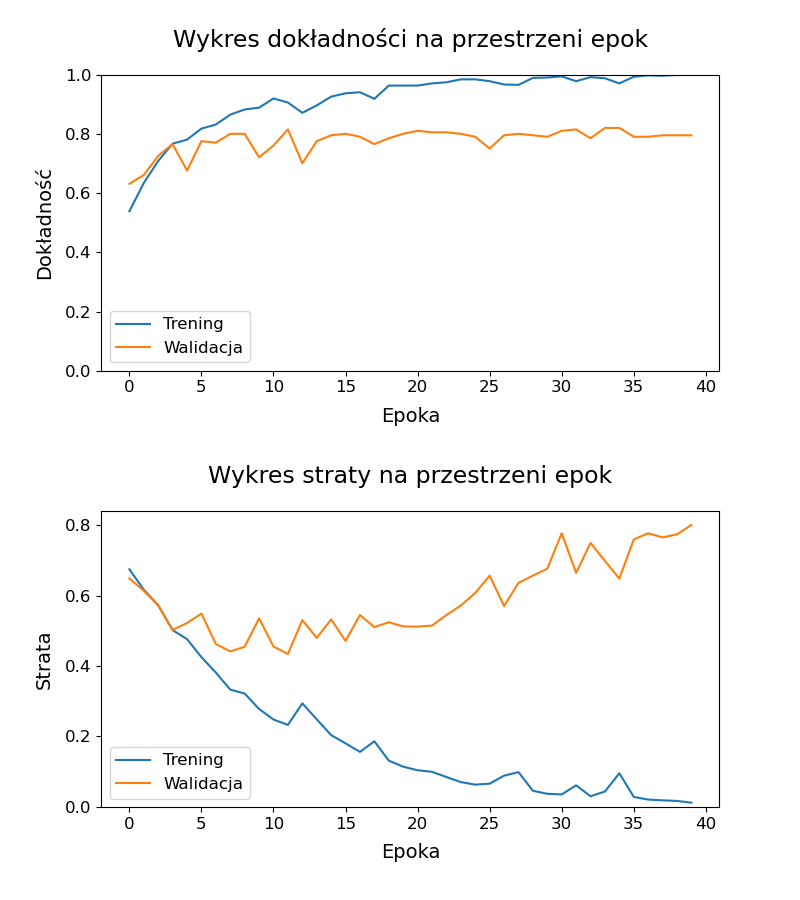 Wykres dokładności na przestrzeni epok
1.0
0.8
0.6
0.4
0.2
0.0
Dokładność
Trening
Walidacja
0 5 10 15 20 25 30 35 40
Epoka
Wykres straty na przestrzeni epok
0.8
0.6
0.4
0.2
0.0
Strata
Trening
Walidacja
0 5 10 15 20 25 30 35 40
Epoka